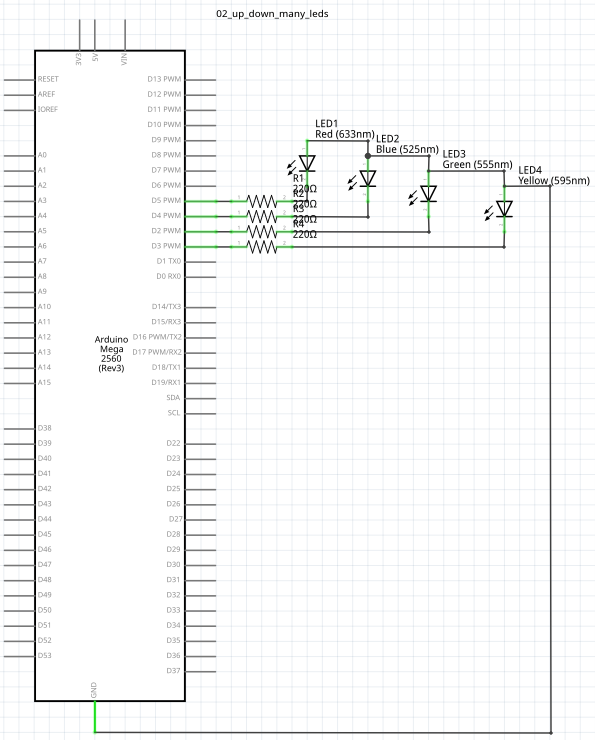 02_up_down_many_leds
3V3
5V
VIN
RESET
AREF
IOREF
A0
A1
A2
A3
A4
A5
A6
A7
A8
A9
A10
A11
A12
A13
A14
A15
D38
D39
D40
D41
D42
D43
D44
D45
D46
D47
D48
D49
D50
D51
D52
D53
Arduino
Mega
2560
(Rev3)
D13 PWM
D12 PWM
D11 PWM
D10 PWM
D9 PWM
D8 PWM
D7 PWM
D6 PWM
D5 PWM
D4 PWM
D2 PWM
D3 PWM
D1 TX0
D0 RX0
D14/TX3
D15/RX3
D16 PWM/TX2
D17 PWM/RX2
D18/TX1
D19/RX1
SDA
SCL
D22
D23
D24
D25
D26
D27
D28
D29
D30
D31
D32
D33
D34
D35
D36
D37
GND
LED1
Red (633nm)
LED2
Blue (525nm)
LED3
Green (555nm)
LED4
Yellow (595nm)
R1
220Ω
R2
220Ω
R3
220Ω
R4
220Ω